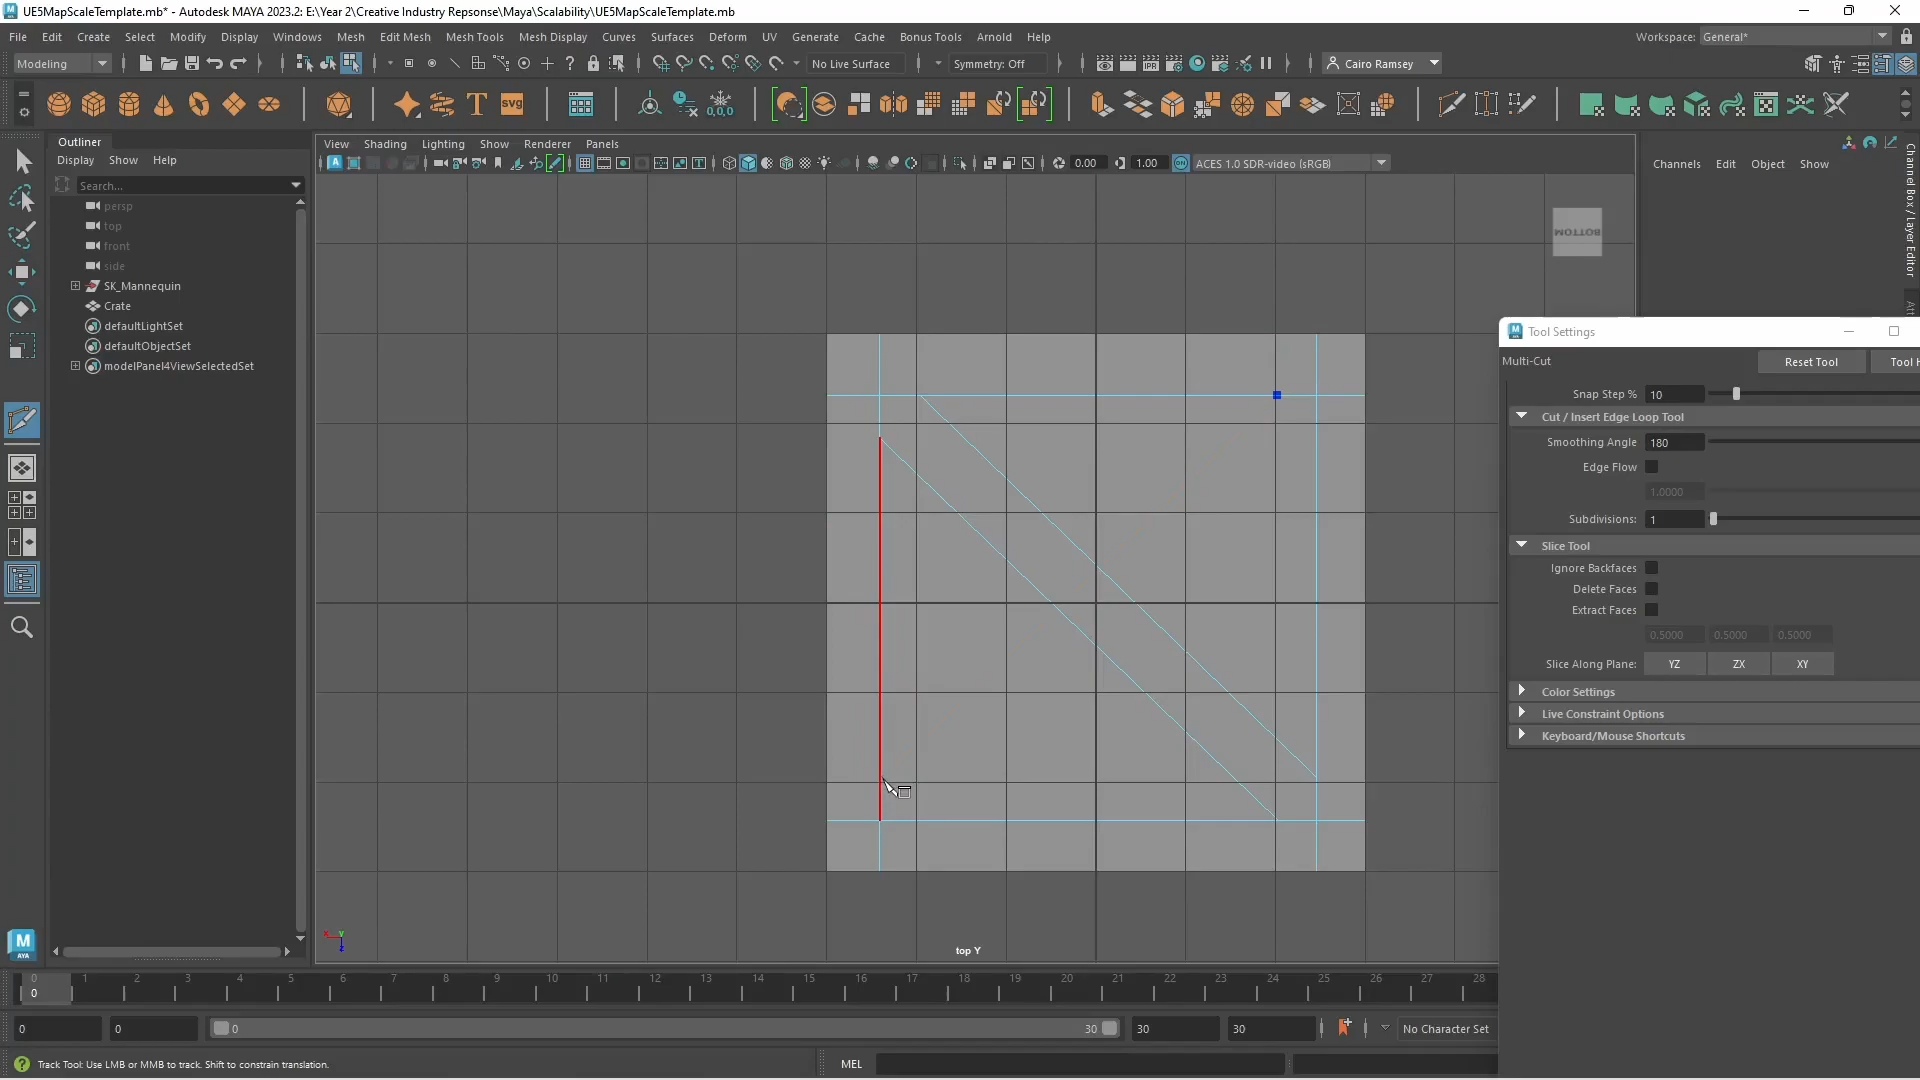 UE5MapScaleTemplate.mb* - Autodesk MAYA 2023.2: E:\Year 2\Creative Industry Repsonse\Maya\Scalability\UE5MapScaleTemplate.mb
File Edit Create Select Modify Display Windows Mesh Edit Mesh Mesh Tools Mesh Display Curves Surfaces Deform UV Generate Cache Bonus Tools Arnold Help Workspace: General*
Modeling No Live Surface Symmetry: Off Cairo Ramsey
SVG 0,0,0
Outliner
Display Show Help
Search...
persp
top
front
side
SK_Mannequin
Crate
defaultLightSet
defaultObjectSet
modelPanel4ViewSelectedSet
View Shading Lighting Show Renderer Panels
0.00 1.00 ON ACES 1.0 SDR-video (sRGB)
BOTTOM
top Y
Channels Edit Object Show
Channel Box / Layer Editor
Tool Settings
Multi-Cut Reset Tool Tool H
Snap Step % 10
Cut / Insert Edge Loop Tool
Smoothing Angle 180
Edge Flow
1.0000
Subdivisions: 1
Slice Tool
Ignore Backfaces
Delete Faces
Extract Faces
0.5000 0.5000 0.5000
Slice Along Plane: YZ ZX XY
Color Settings
Live Constraint Options
Keyboard/Mouse Shortcuts
0 1 2 3 4 5 6 7 8 9 10 11 12 13 14 15 16 17 18 19 20 21 22 23 24 25 26 27 28
0
0 0 0 30 30 30 No Character Set
Track Tool: Use LMB or MMB to track. Shift to constrain translation. MEL